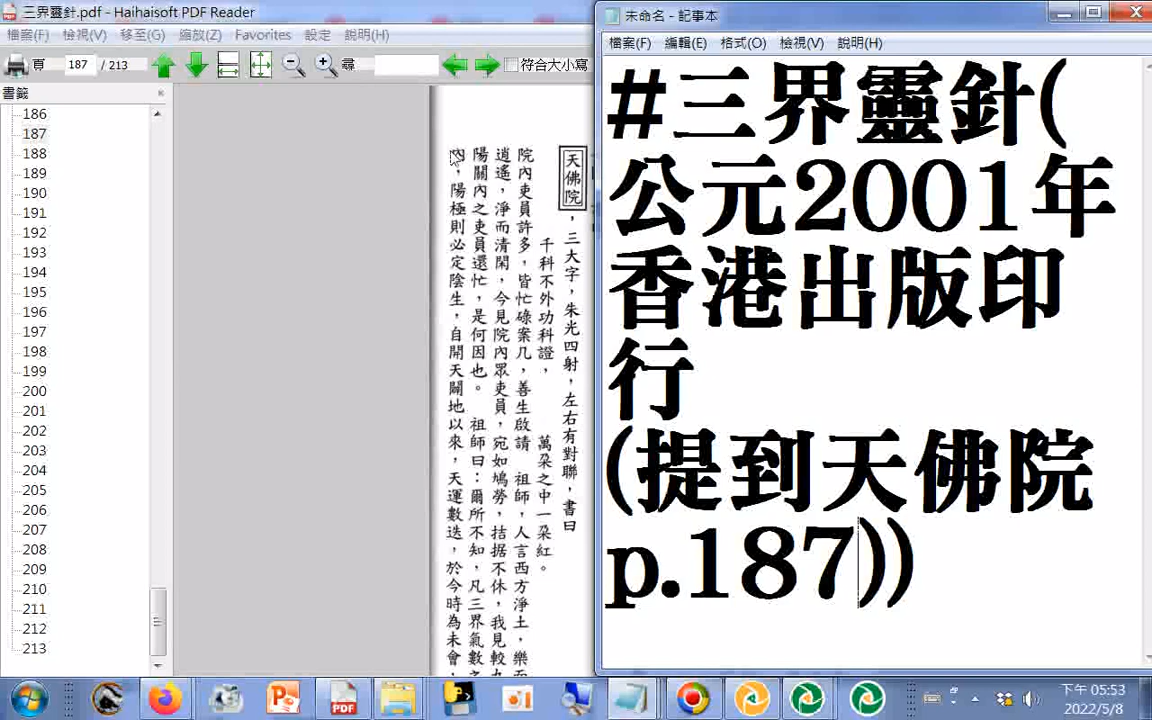 三界靈針.pdf - Haihaisoft PDF Reader
檔案(F) 檢視(V) 移至(G) 縮放(Z) Favorites 設定 說明(H)
頁 187 / 213 尋 符合大小寫
書籤
186
187
188
189
190
191
192
193
194
195
196
197
198
199
200
201
202
203
204
205
206
207
208
209
210
211
212
213
天佛院，三大字，朱光四射，左右有對聯，書曰
千科不外功科證， 萬朵之中一朵紅。
院內吏員許多，皆忙碌案几，善生啟請 祖師，人言西方淨土，樂
逍遙，淨而清閑，今見院內眾吏員，宛如鳩勞，拮据不休，我見較
陽關內之吏員還忙，是何因也。 祖師曰：爾所不知，凡三界氣數之
內，陽極則必定陰生，自開天闢地以來，天運數迭，於今時為未會，
未命名 - 記事本
檔案(F) 編輯(E) 格式(O) 檢視(V) 說明(H)
#三界靈針(
公元2001年
香港出版印
行
(提到天佛院
p.187))
下午 05:53
2022/5/8